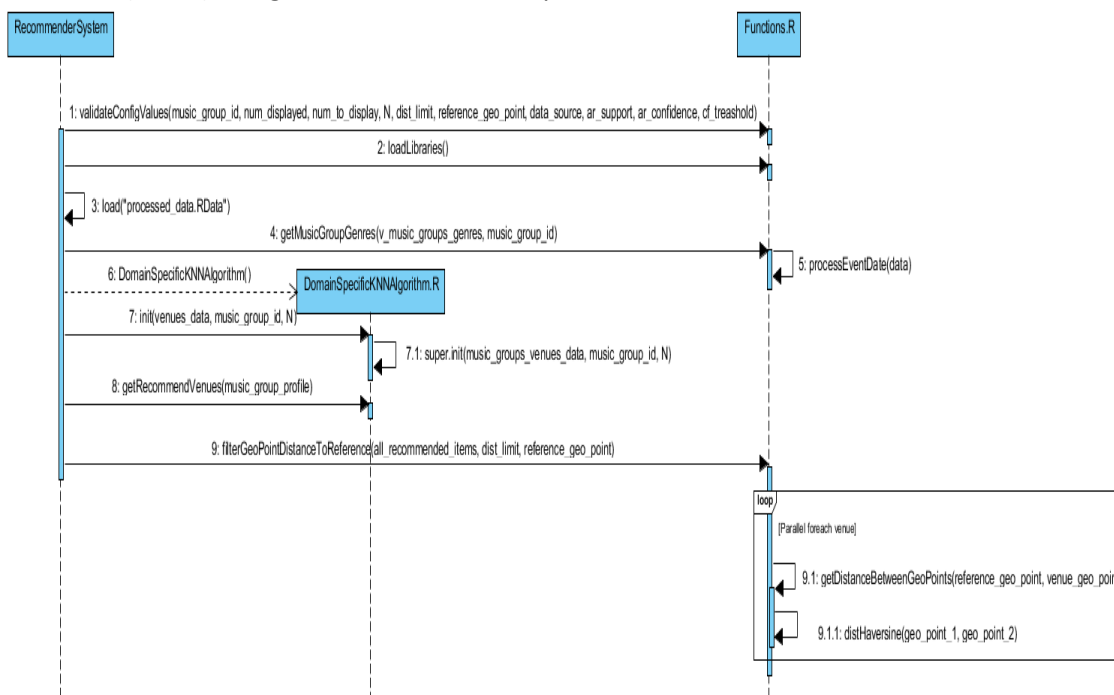 RecommenderSystem
Functions.R
1: validateConfigValues(music_group_id, num_displayed, num_to_display, N, dist_limit, reference_geo_point, data_source, ar_support, ar_confidence, cf_treashold)
2: loadLibraries()
3: load("processed_data.RData")
4: getMusicGroupGenres(v_music_groups_genres, music_group_id)
5: processEventDate(data)
6: DomainSpecificKNNAlgorithm()
DomainSpecificKNNAlgorithm.R
7: init(venues_data, music_group_id, N)
7.1: super.init(music_groups_venues_data, music_group_id, N)
8: getRecommendVenues(music_group_profile)
9: filterGeoPointDistanceToReference(all_recommended_items, dist_limit, reference_geo_point)
loop
[Parallel foreach venue]
9.1: getDistanceBetweenGeoPoints(reference_geo_point, venue_geo_poin
9.1.1: distHaversine(geo_point_1, geo_point_2)